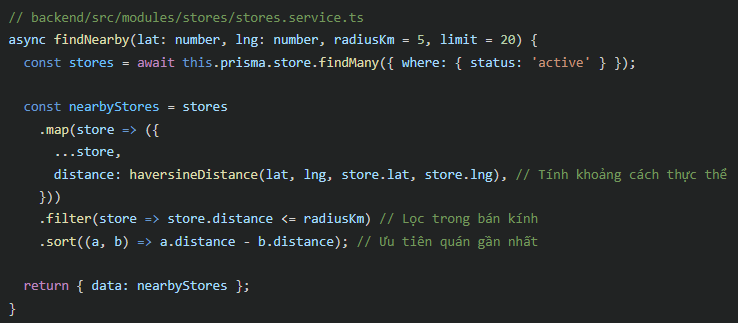 // backend/src/modules/stores/stores.service.ts
async findNearby(lat: number, lng: number, radiusKm = 5, limit = 20) {
  const stores = await this.prisma.store.findMany({ where: { status: 'active' } });

  const nearbyStores = stores
    .map(store => ({
      ...store,
      distance: haversineDistance(lat, lng, store.lat, store.lng), // Tính khoảng cách thực thể
    }))
    .filter(store => store.distance <= radiusKm) // Lọc trong bán kính
    .sort((a, b) => a.distance - b.distance); // Ưu tiên quán gần nhất

  return { data: nearbyStores };
}